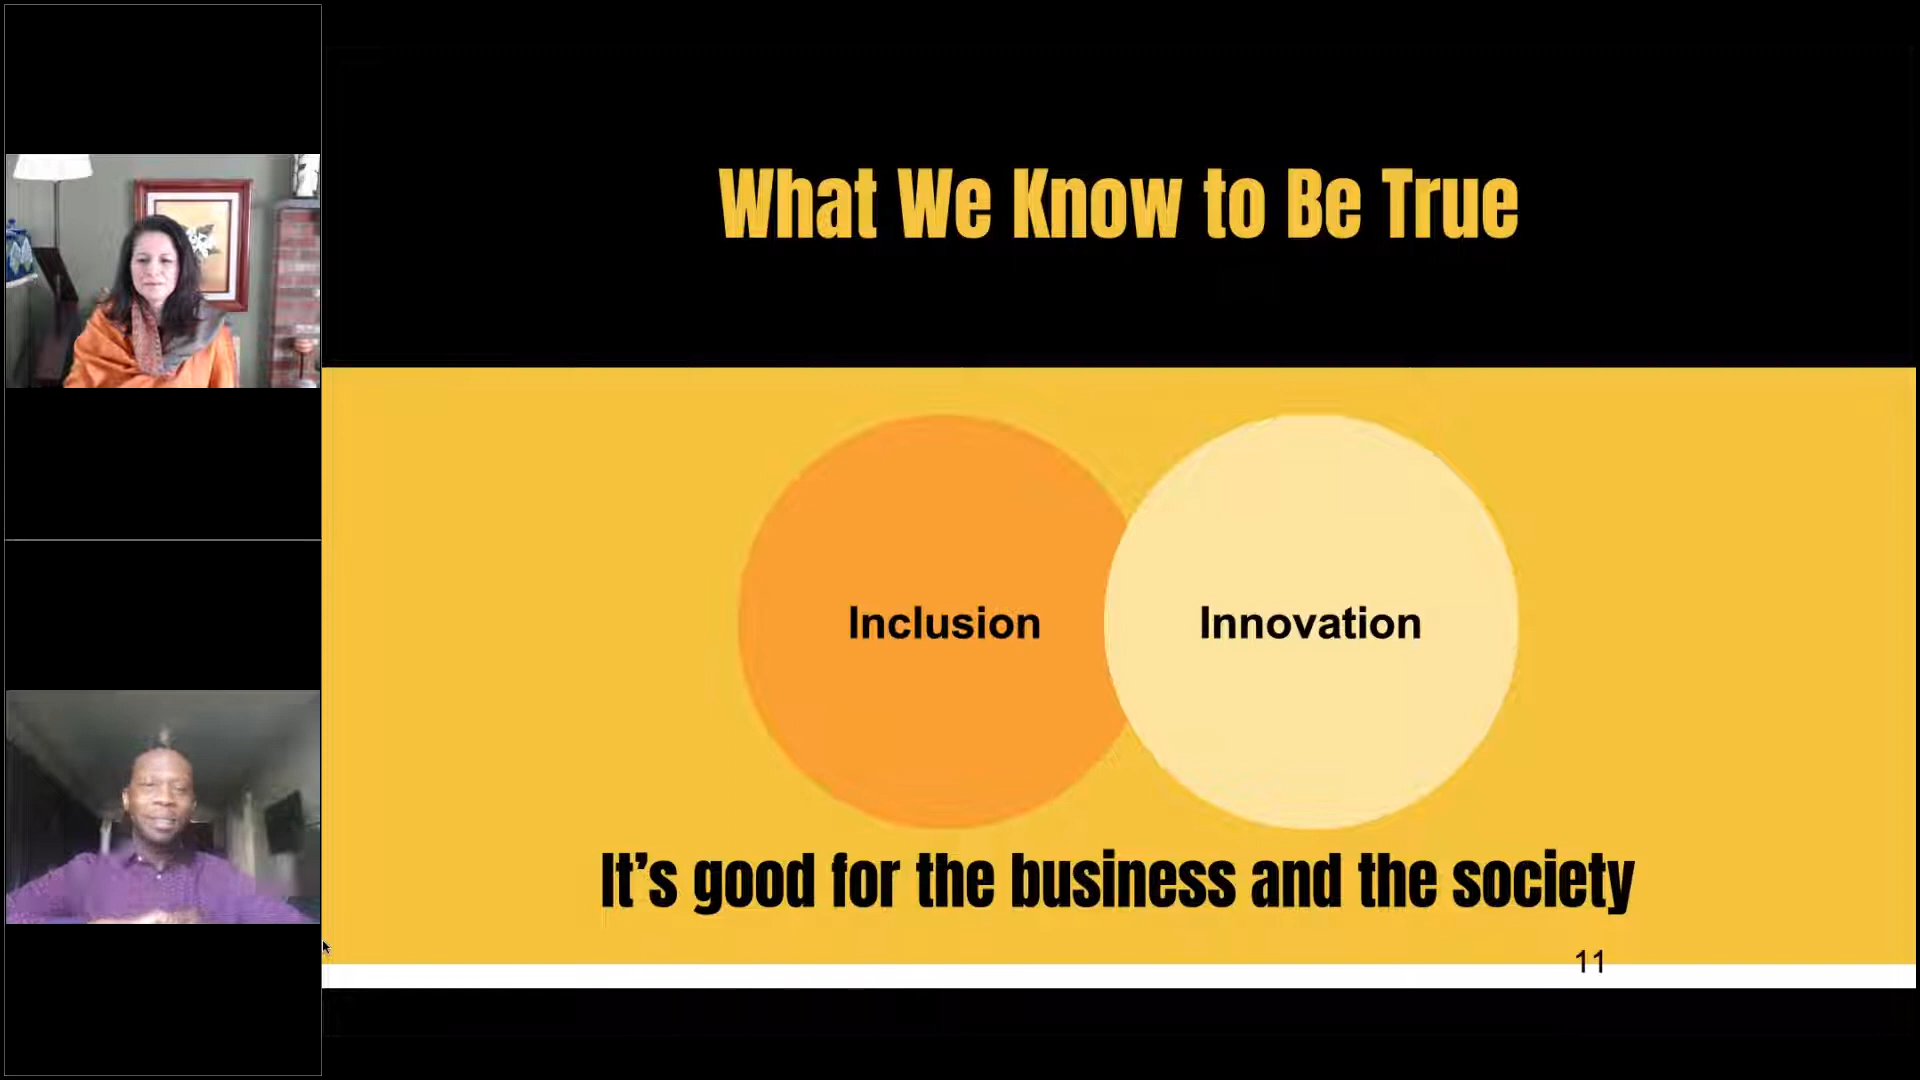 What We Know to Be True
Inclusion
Innovation
It’s good for the business and the society
11